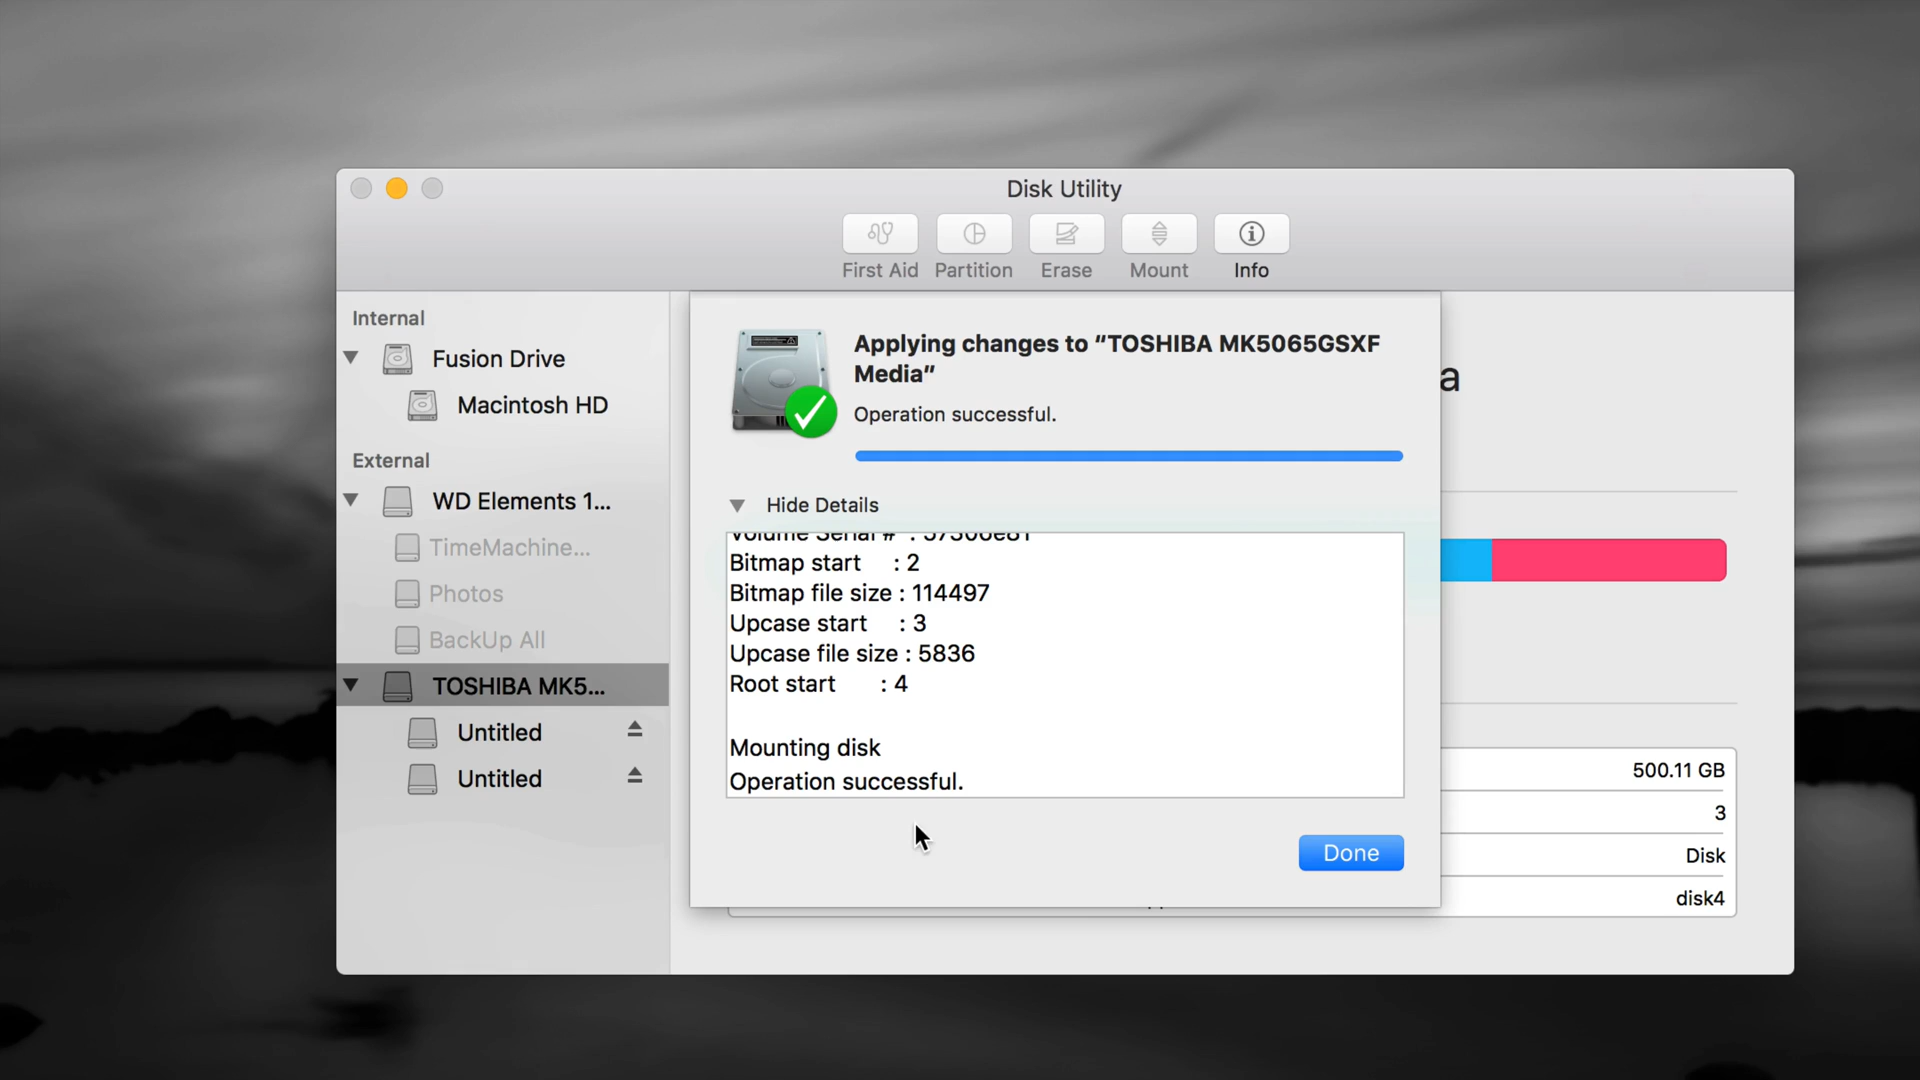 Disk Utility
First Aid
Partition
Erase
Mount
Info
Internal
Fusion Drive
Macintosh HD
External
WD Elements 1...
TimeMachine...
Photos
BackUp All
TOSHIBA MK5...
Untitled
Untitled
Applying changes to “TOSHIBA MK5065GSXF
Media”
Operation successful.
Hide Details
Volume Serial # : 57306e81
Bitmap start : 2
Bitmap file size : 114497
Upcase start : 3
Upcase file size : 5836
Root start : 4
Mounting disk
Operation successful.
Done
a
500.11 GB
3
Disk
disk4